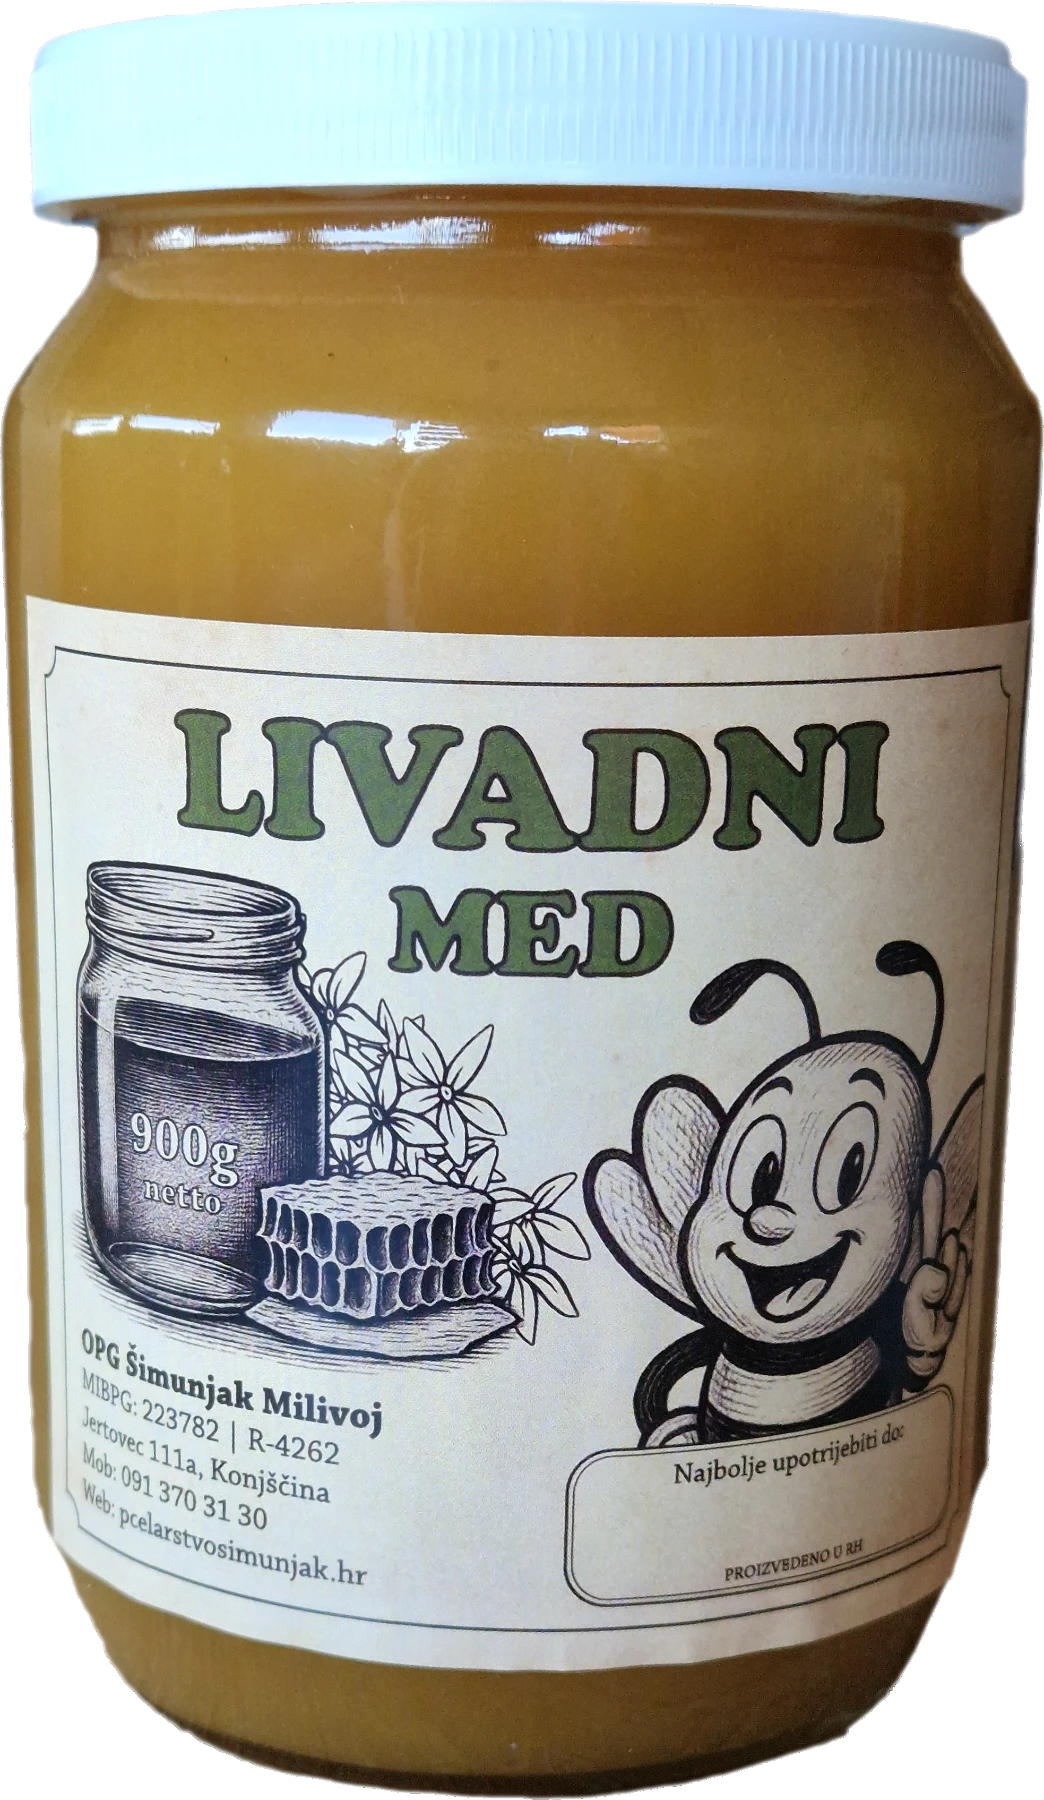 LIVADNI
MED
900g
netto
OPG Šimunjak Milivoj
MIBPG: 223782 | R-4262
Jertovec 111a, Konjščina
Mob: 091 370 31 30
Web: pcelarstvosimunjak.hr
Najbolje upotrijebiti do:
PROIZVEDENO U RH